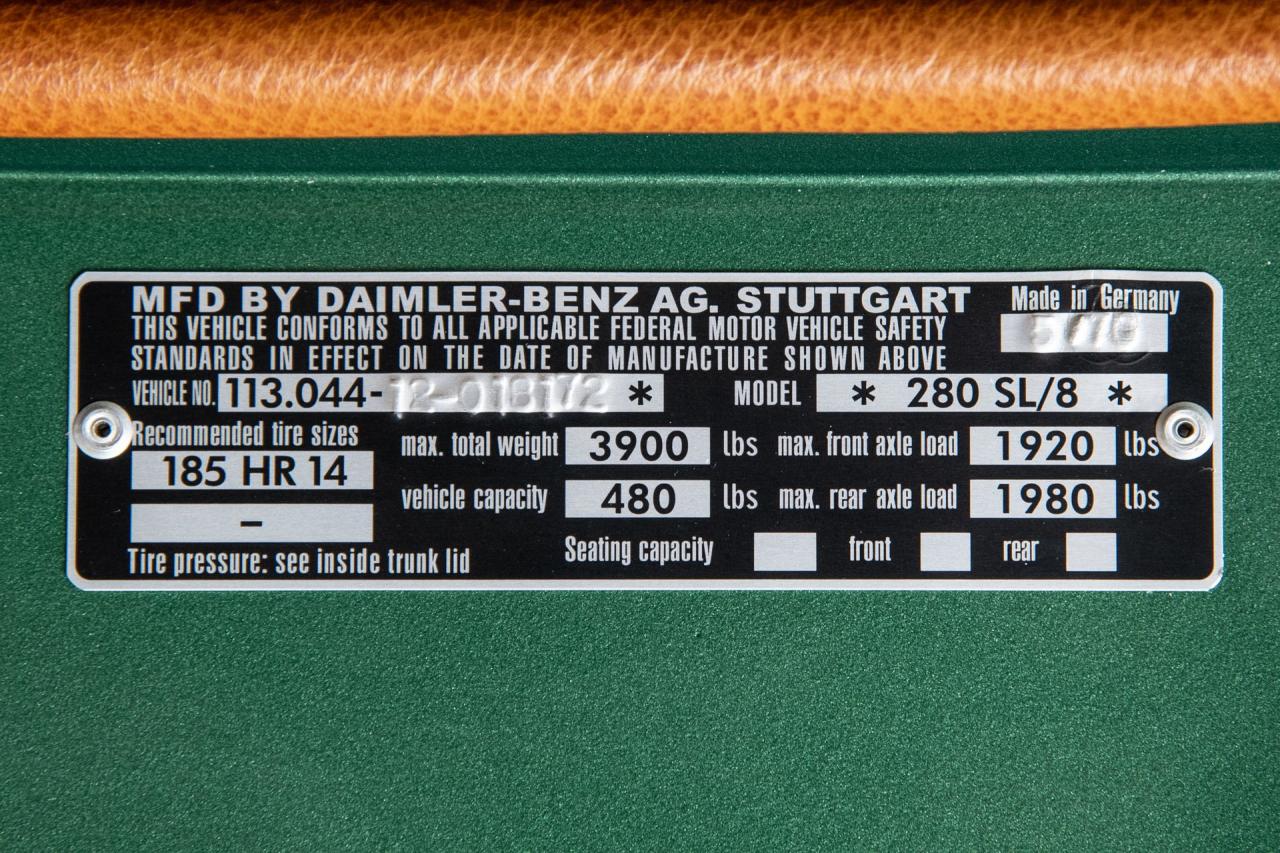 MFD BY DAIMLER-BENZ AG. STUTTGART
Made in Germany
THIS VEHICLE CONFORMS TO ALL APPLICABLE FEDERAL MOTOR VEHICLE SAFETY
STANDARDS IN EFFECT ON THE DATE OF MANUFACTURE SHOWN ABOVE
VEHICLE NO. 113.044-12-018172 *
MODEL * 280 SL/8 *
Recommended tire sizes
185 HR 14
–
Tire pressure: see inside trunk lid
max. total weight 3900 lbs
max. front axle load 1920 lbs
vehicle capacity 480 lbs
max. rear axle load 1980 lbs
Seating capacity front rear